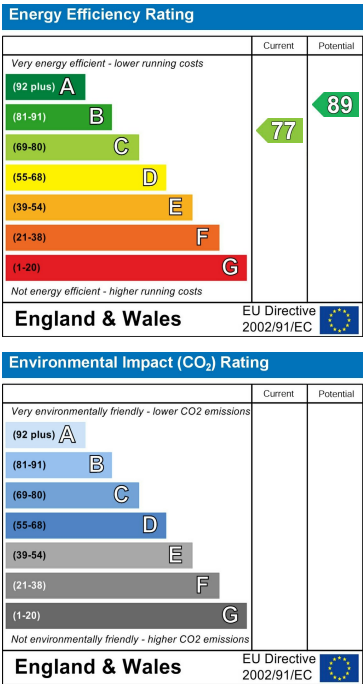 Energy Efficiency Rating
Current Potential
Very energy efficient - lower running costs
(92 plus) A
(81-91) B
(69-80) C
(55-68) D
(39-54) E
(21-38) F
(1-20) G
77
89
Not energy efficient - higher running costs
England & Wales
EU Directive
2002/91/EC
Environmental Impact (CO₂) Rating
Current Potential
Very environmentally friendly - lower CO2 emissions
(92 plus) A
(81-91) B
(69-80) C
(55-68) D
(39-54) E
(21-38) F
(1-20) G
Not environmentally friendly - higher CO2 emissions
England & Wales
EU Directive
2002/91/EC